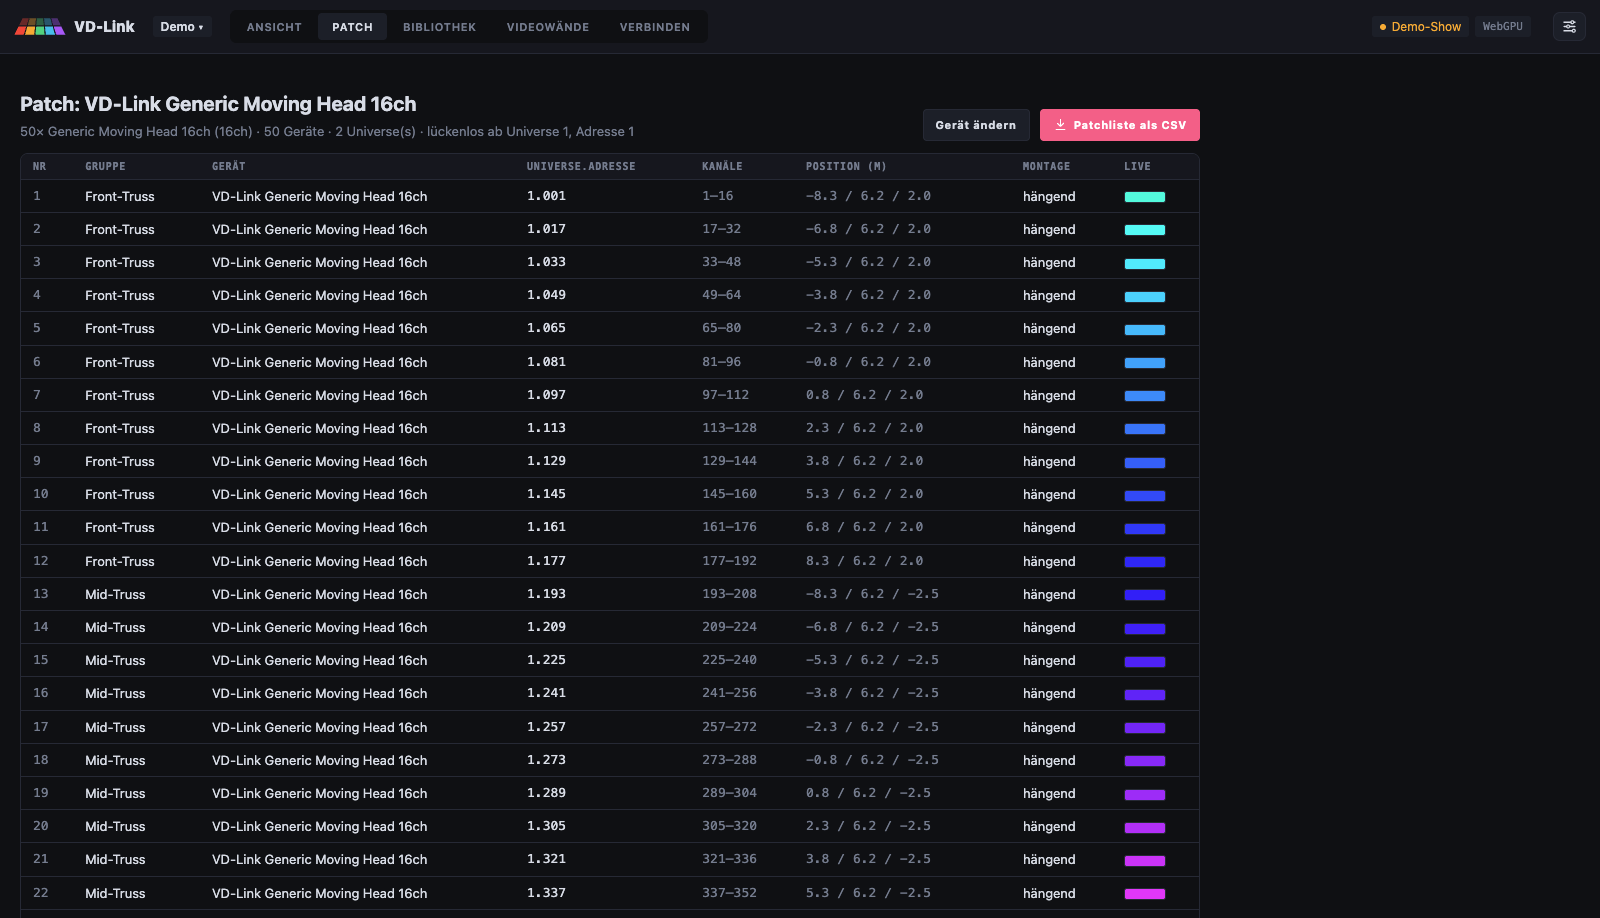 VD-Link Demo ▾ ANSICHT PATCH BIBLIOTHEK VIDEOWÄNDE VERBINDEN Demo-Show WebGPU
Patch: VD-Link Generic Moving Head 16ch
50× Generic Moving Head 16ch (16ch) · 50 Geräte · 2 Universe(s) · lückenlos ab Universe 1, Adresse 1
Gerät ändern Patchliste als CSV
NR GRUPPE GERÄT UNIVERSE.ADRESSE KANÄLE POSITION (M) MONTAGE LIVE
1 Front-Truss VD-Link Generic Moving Head 16ch 1.001 1–16 −8.3 / 6.2 / 2.0 hängend
2 Front-Truss VD-Link Generic Moving Head 16ch 1.017 17–32 −6.8 / 6.2 / 2.0 hängend
3 Front-Truss VD-Link Generic Moving Head 16ch 1.033 33–48 −5.3 / 6.2 / 2.0 hängend
4 Front-Truss VD-Link Generic Moving Head 16ch 1.049 49–64 −3.8 / 6.2 / 2.0 hängend
5 Front-Truss VD-Link Generic Moving Head 16ch 1.065 65–80 −2.3 / 6.2 / 2.0 hängend
6 Front-Truss VD-Link Generic Moving Head 16ch 1.081 81–96 −0.8 / 6.2 / 2.0 hängend
7 Front-Truss VD-Link Generic Moving Head 16ch 1.097 97–112 0.8 / 6.2 / 2.0 hängend
8 Front-Truss VD-Link Generic Moving Head 16ch 1.113 113–128 2.3 / 6.2 / 2.0 hängend
9 Front-Truss VD-Link Generic Moving Head 16ch 1.129 129–144 3.8 / 6.2 / 2.0 hängend
10 Front-Truss VD-Link Generic Moving Head 16ch 1.145 145–160 5.3 / 6.2 / 2.0 hängend
11 Front-Truss VD-Link Generic Moving Head 16ch 1.161 161–176 6.8 / 6.2 / 2.0 hängend
12 Front-Truss VD-Link Generic Moving Head 16ch 1.177 177–192 8.3 / 6.2 / 2.0 hängend
13 Mid-Truss VD-Link Generic Moving Head 16ch 1.193 193–208 −8.3 / 6.2 / −2.5 hängend
14 Mid-Truss VD-Link Generic Moving Head 16ch 1.209 209–224 −6.8 / 6.2 / −2.5 hängend
15 Mid-Truss VD-Link Generic Moving Head 16ch 1.225 225–240 −5.3 / 6.2 / −2.5 hängend
16 Mid-Truss VD-Link Generic Moving Head 16ch 1.241 241–256 −3.8 / 6.2 / −2.5 hängend
17 Mid-Truss VD-Link Generic Moving Head 16ch 1.257 257–272 −2.3 / 6.2 / −2.5 hängend
18 Mid-Truss VD-Link Generic Moving Head 16ch 1.273 273–288 −0.8 / 6.2 / −2.5 hängend
19 Mid-Truss VD-Link Generic Moving Head 16ch 1.289 289–304 0.8 / 6.2 / −2.5 hängend
20 Mid-Truss VD-Link Generic Moving Head 16ch 1.305 305–320 2.3 / 6.2 / −2.5 hängend
21 Mid-Truss VD-Link Generic Moving Head 16ch 1.321 321–336 3.8 / 6.2 / −2.5 hängend
22 Mid-Truss VD-Link Generic Moving Head 16ch 1.337 337–352 5.3 / 6.2 / −2.5 hängend